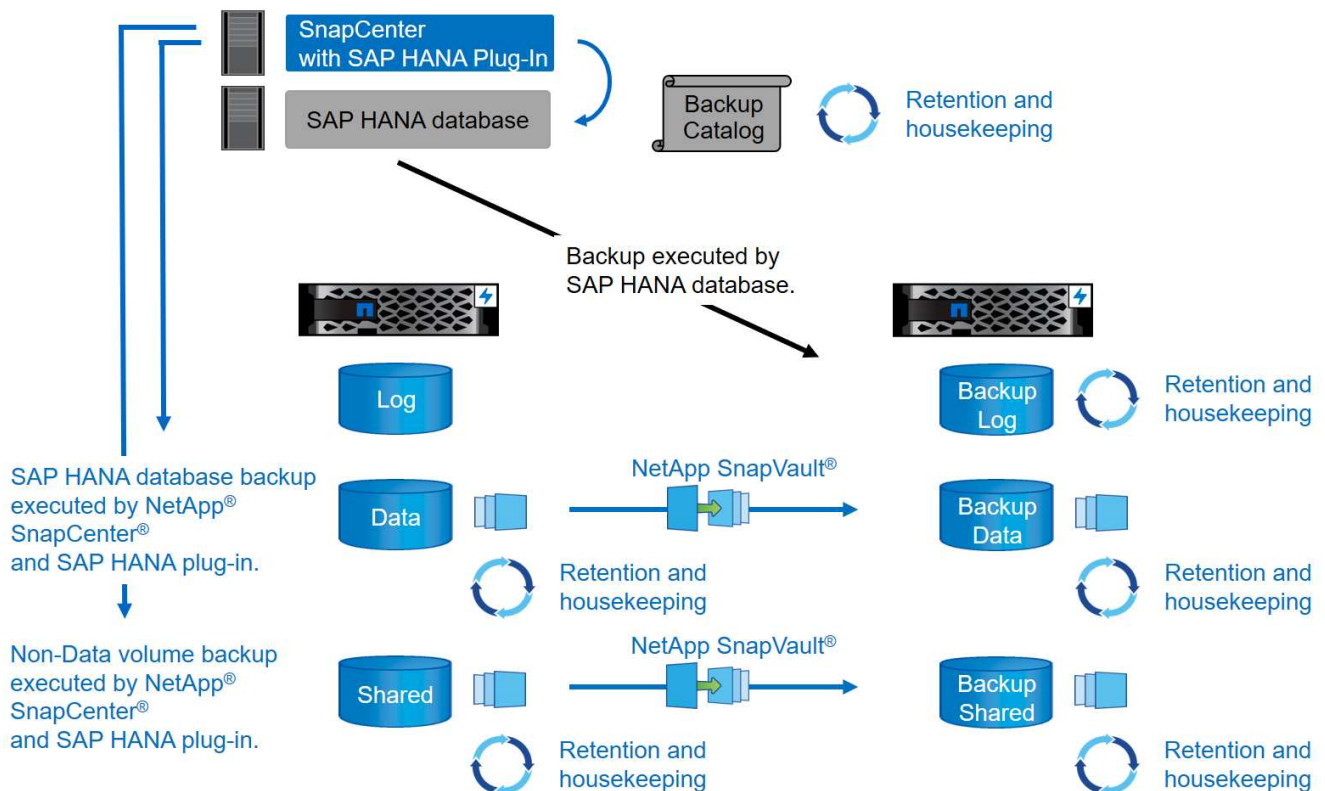 SnapCenter
with SAP HANA Plug-In
SAP HANA database
Backup
Catalog
Retention and
housekeeping
Backup executed by
SAP HANA database.
Log
Backup
Log
Retention and
housekeeping
SAP HANA database backup
executed by NetApp®
SnapCenter®
and SAP HANA plug-in.
Data
NetApp SnapVault®
Backup
Data
Retention and
housekeeping
Retention and
housekeeping
Non-Data volume backup
executed by NetApp®
SnapCenter®
and SAP HANA plug-in.
Shared
NetApp SnapVault®
Backup
Shared
Retention and
housekeeping
Retention and
housekeeping